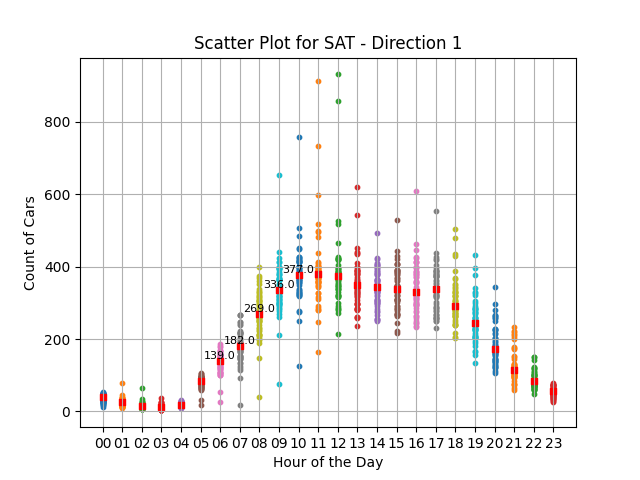 Scatter Plot for SAT - Direction 1
Count of Cars
800
600
400
200
0
377.0
336.0
269.0
182.0
139.0
00 01 02 03 04 05 06 07 08 09 10 11 12 13 14 15 16 17 18 19 20 21 22 23
Hour of the Day